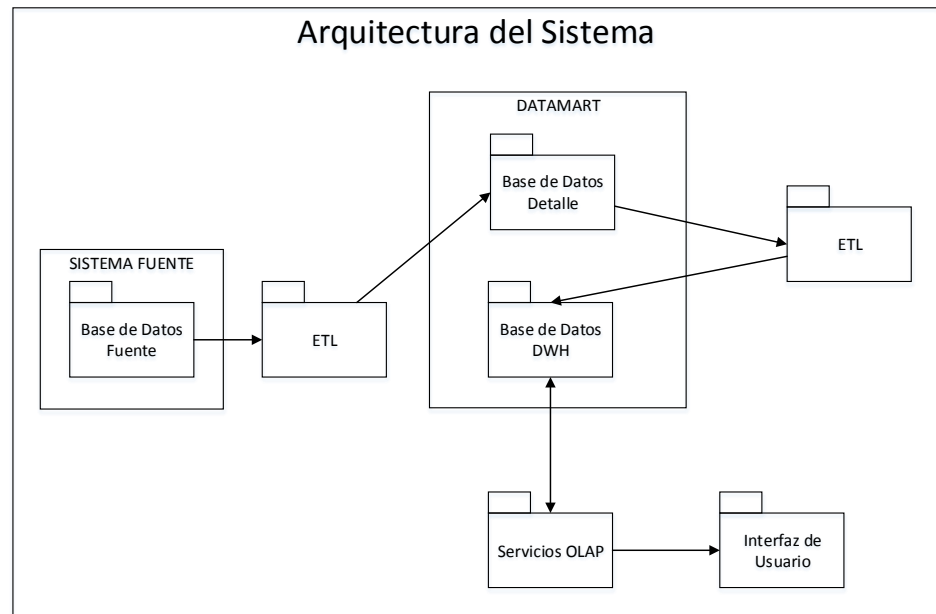 Arquitectura del Sistema
DATAMART
Base de Datos
Detalle
ETL
SISTEMA FUENTE
Base de Datos
Fuente
ETL
Base de Datos
DWH
Servicios OLAP
Interfaz de
Usuario